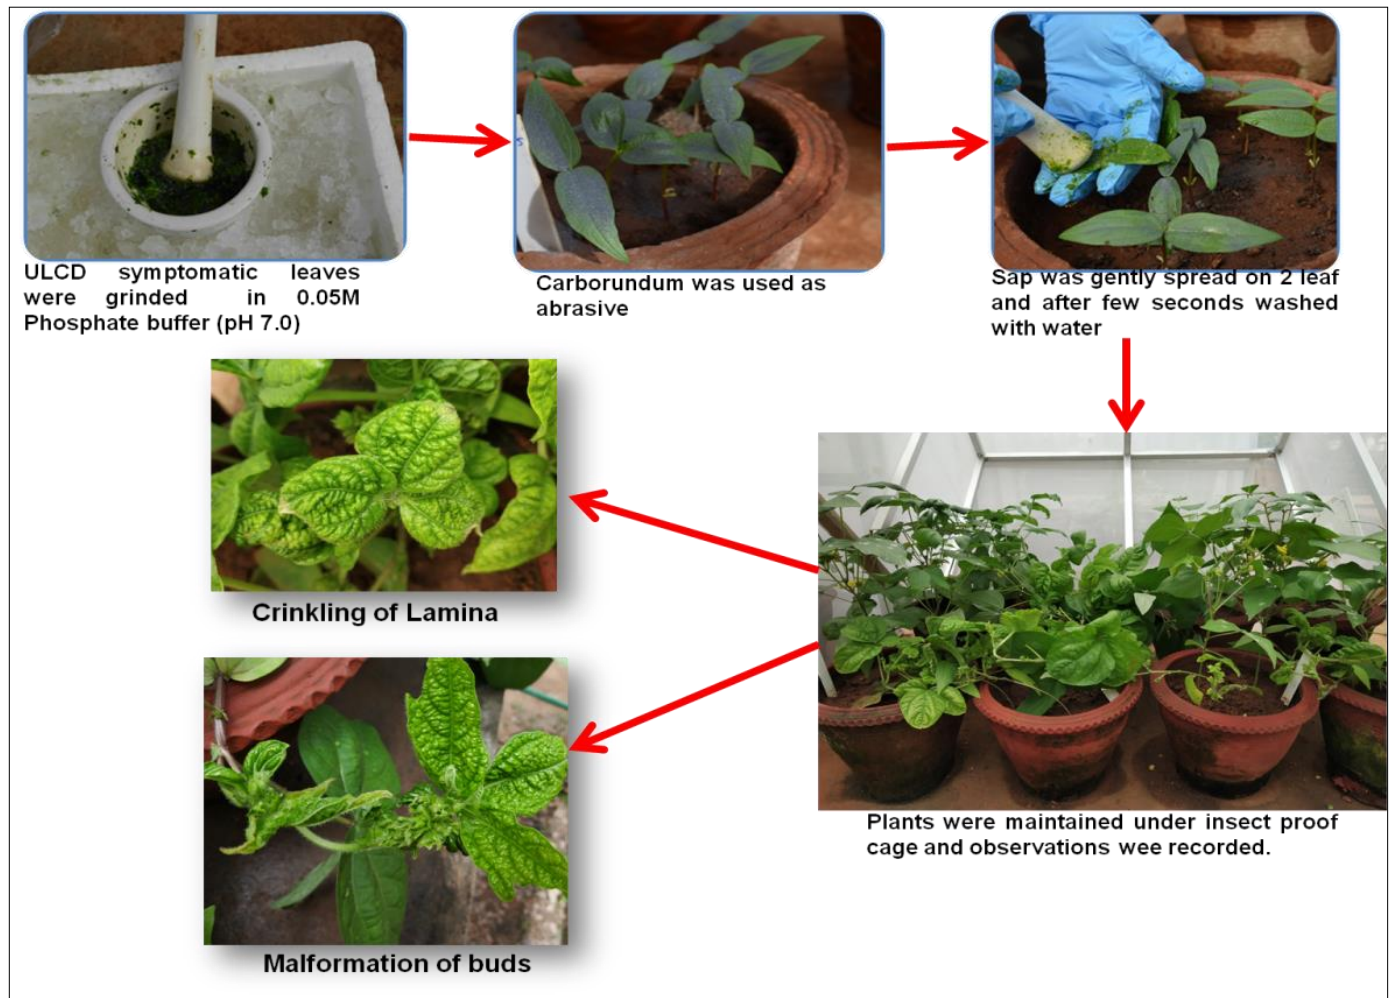 ULCD symptomatic leaves
were grinded in 0.05M
Phosphate buffer (pH 7.0)
Carborundum was used as
abrasive
Sap was gently spread on 2 leaf
and after few seconds washed
with water
Crinkling of Lamina
Plants were maintained under insect proof
cage and observations wee recorded.
Malformation of buds